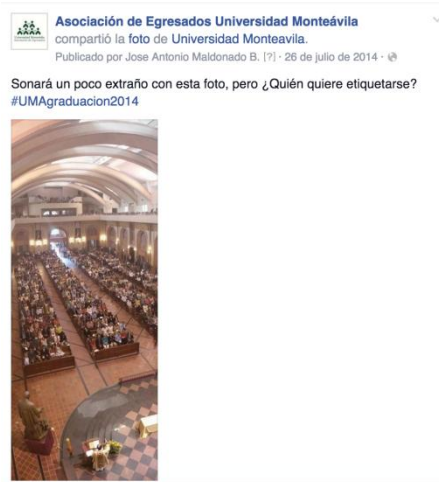 Asociación de Egresados Universidad Monteávila
compartió la foto de Universidad Monteavila.
Publicado por Jose Antonio Maldonado B. [?] · 26 de julio de 2014 ·
Sonará un poco extraño con esta foto, pero ¿Quién quiere etiquetarse?
#UMAgraduacion2014